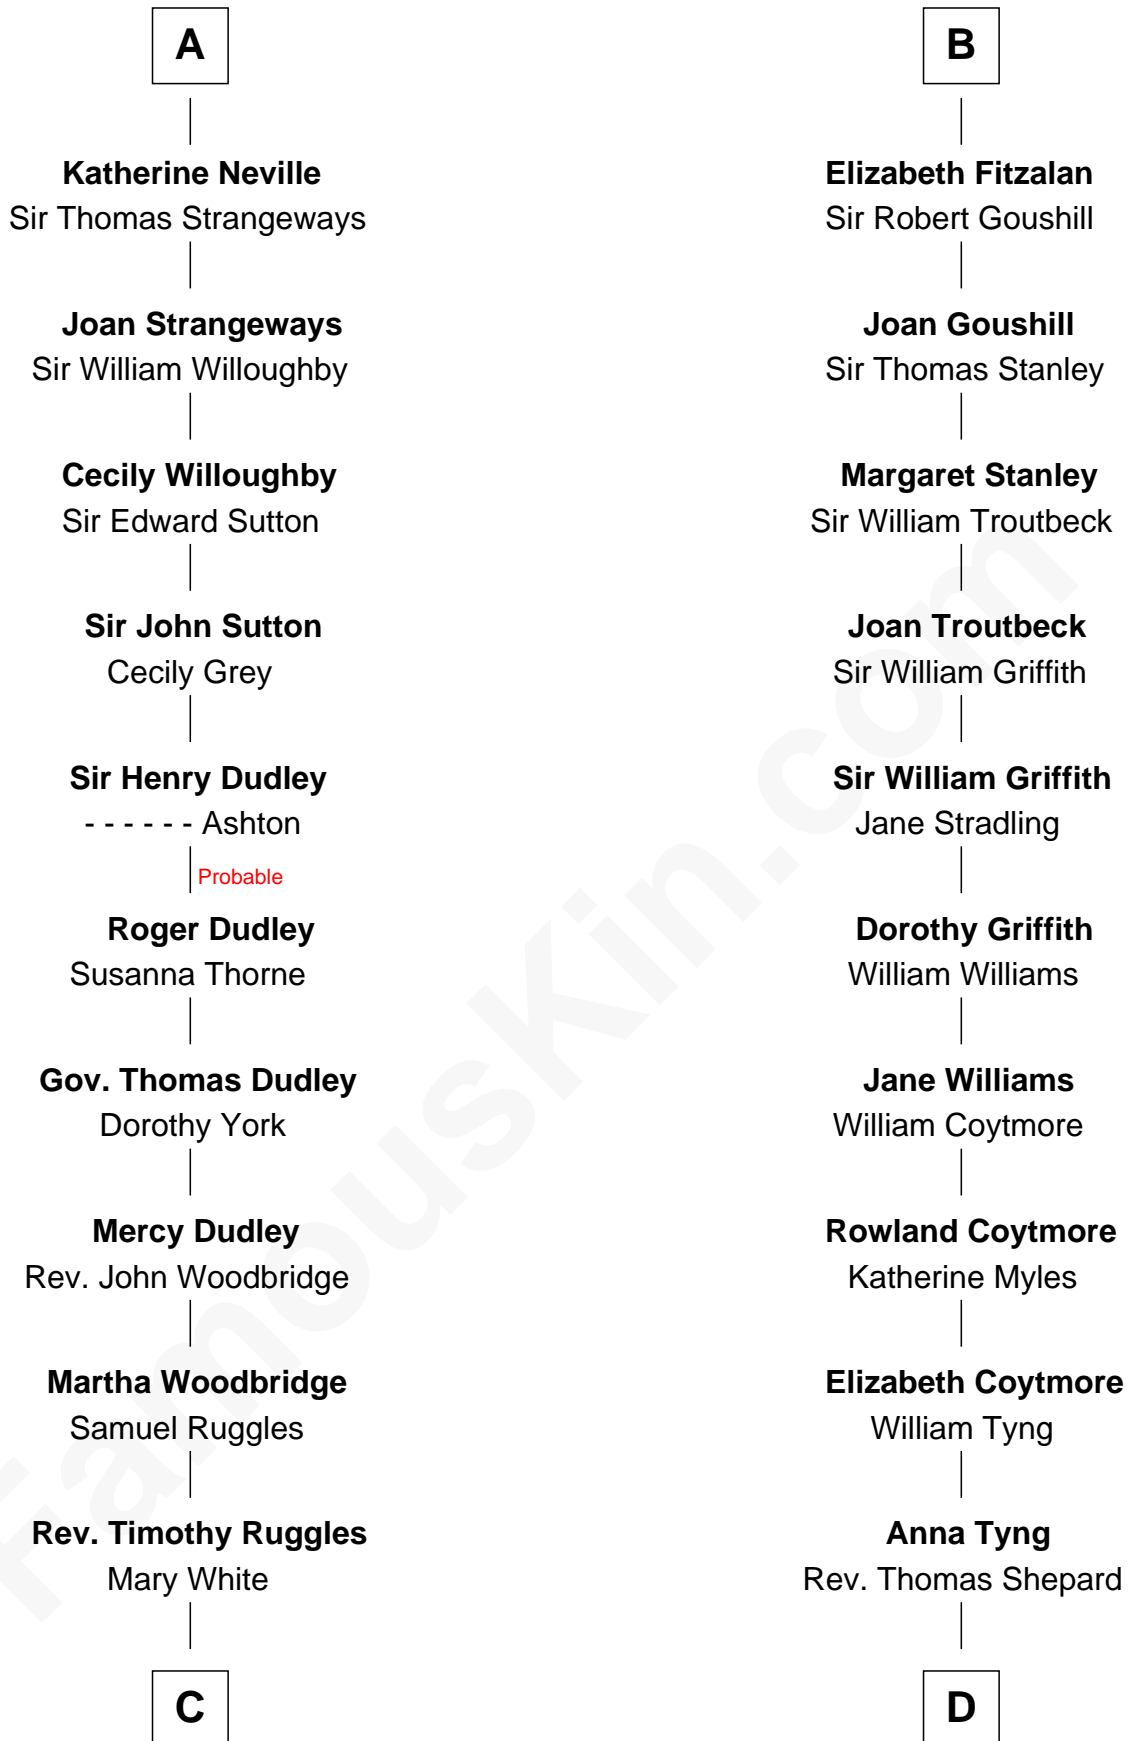 A
Katherine Neville
Sir Thomas Strangeways
Joan Strangeways
Sir William Willoughby
Cecily Willoughby
Sir Edward Sutton
Sir John Sutton
Cecily Grey
Sir Henry Dudley
- - - - - - Ashton
Probable
Roger Dudley
Susanna Thorne
Gov. Thomas Dudley
Dorothy York
Mercy Dudley
Rev. John Woodbridge
Martha Woodbridge
Samuel Ruggles
Rev. Timothy Ruggles
Mary White
C
B
Elizabeth Fitzalan
Sir Robert Goushill
Joan Goushill
Sir Thomas Stanley
Margaret Stanley
Sir William Troutbeck
Joan Troutbeck
Sir William Griffith
Sir William Griffith
Jane Stradling
Dorothy Griffith
William Williams
Jane Williams
William Coytmore
Rowland Coytmore
Katherine Myles
Elizabeth Coytmore
William Tyng
Anna Tyng
Rev. Thomas Shepard
D
FamousKin.com